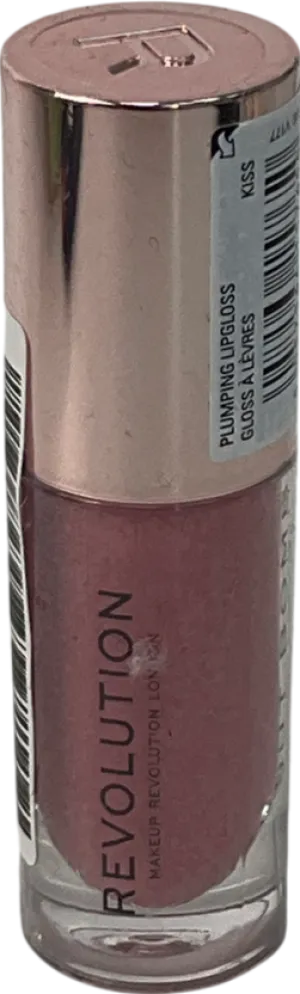 R
KISS
PLUMPING LIPGLOSS
GLOSS À LÈVRES
REVOLUTION
MAKEUP REVOLUTION LONDON